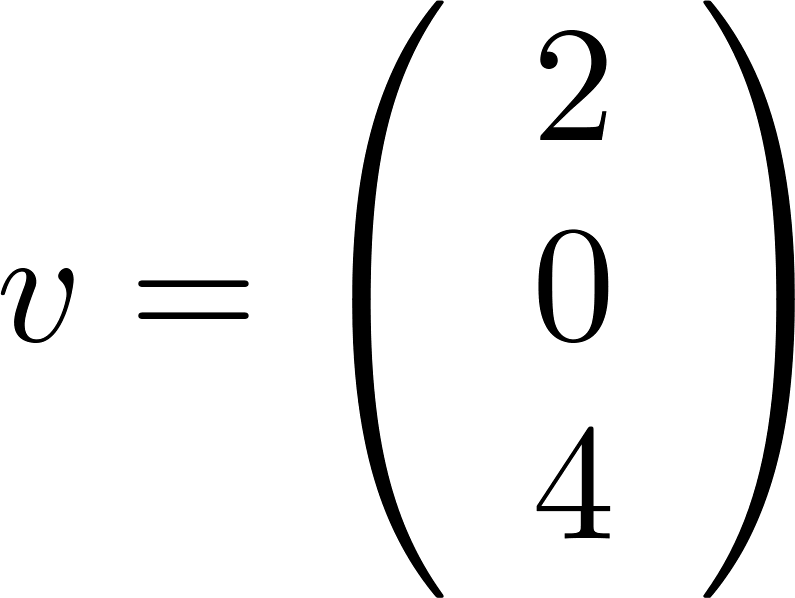 v = ( 2
0
4 )